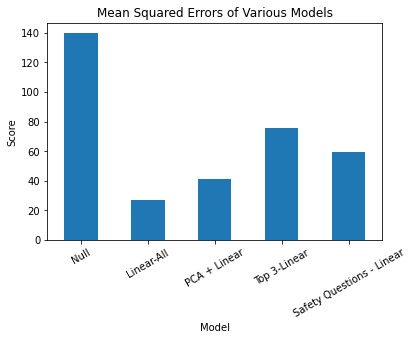 Mean Squared Errors of Various Models
Score
140
120
100
80
60
40
20
0
Null
Linear-All
PCA + Linear
Top 3-Linear
Safety Questions - Linear
Model